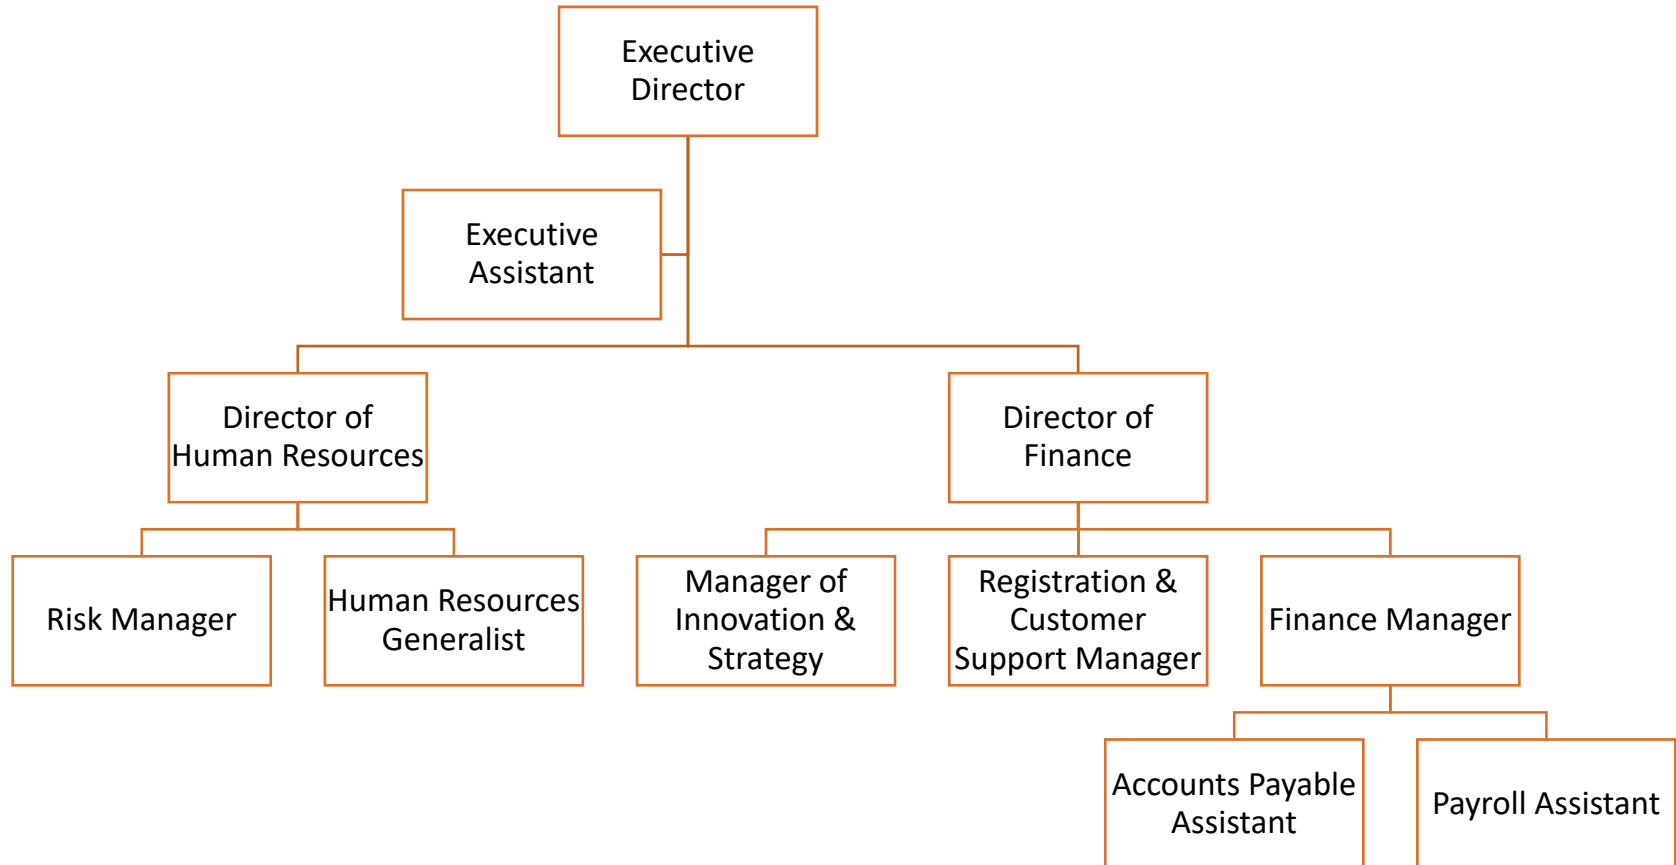 Executive
Director
Executive
Assistant
Director of
Human Resources
Director of
Finance
Risk Manager
Human Resources
Generalist
Manager of
Innovation &
Strategy
Registration &
Customer
Support Manager
Finance Manager
Accounts Payable
Assistant
Payroll Assistant